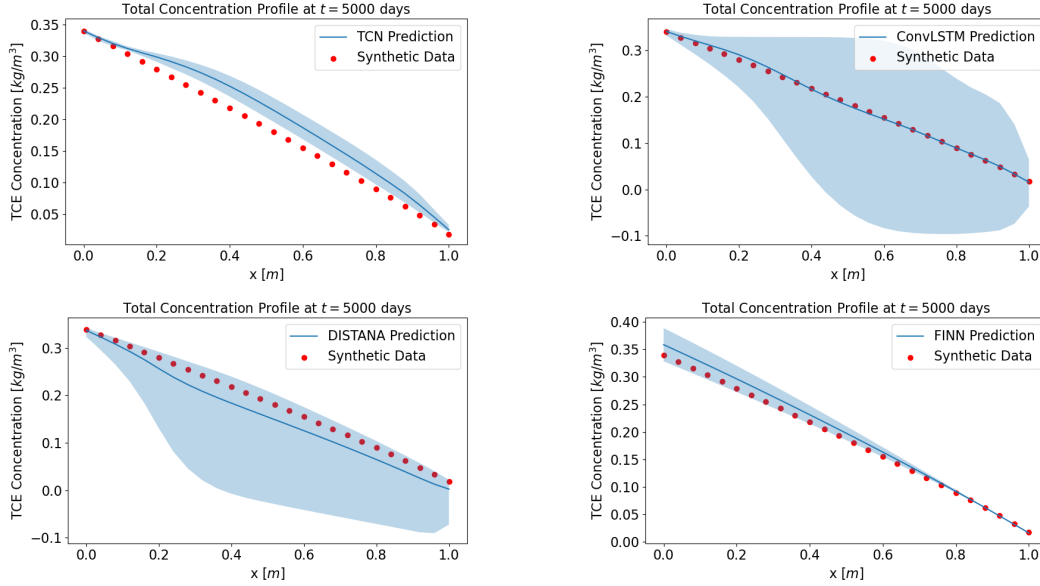 Total Concentration Profile at t = 5000 days
TCE Concentration [kg/m³]
0.35
0.30
0.25
0.20
0.15
0.10
0.05
TCN Prediction
Synthetic Data
0.0 0.2 0.4 0.6 0.8 1.0
x [m]
Total Concentration Profile at t = 5000 days
TCE Concentration [kg/m³]
0.3
0.2
0.1
0.0
−0.1
ConvLSTM Prediction
Synthetic Data
0.0 0.2 0.4 0.6 0.8 1.0
x [m]
Total Concentration Profile at t = 5000 days
TCE Concentration [kg/m³]
0.3
0.2
0.1
0.0
−0.1
DISTANA Prediction
Synthetic Data
0.0 0.2 0.4 0.6 0.8 1.0
x [m]
Total Concentration Profile at t = 5000 days
TCE Concentration [kg/m³]
0.40
0.35
0.30
0.25
0.20
0.15
0.10
0.05
0.00
FINN Prediction
Synthetic Data
0.0 0.2 0.4 0.6 0.8 1.0
x [m]